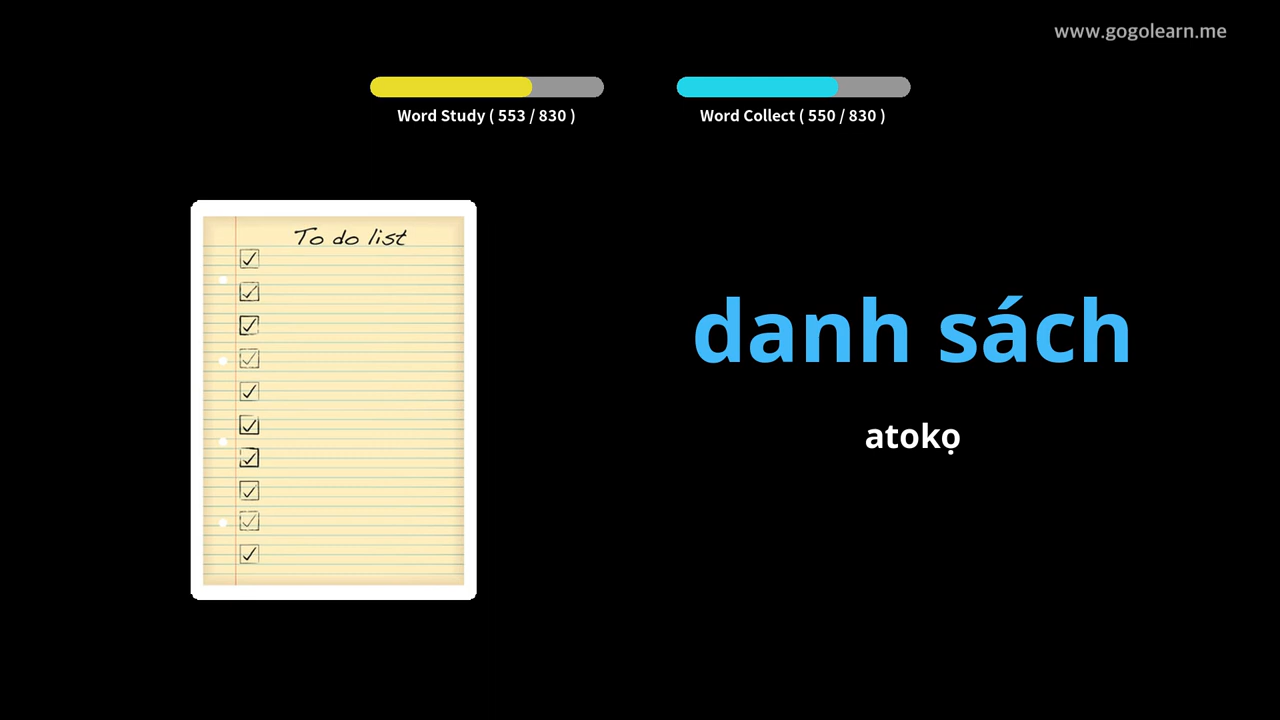 www.gogolearn.me
Word Study ( 553 / 830 )
Word Collect ( 550 / 830 )
To do list
danh sách
atokọ